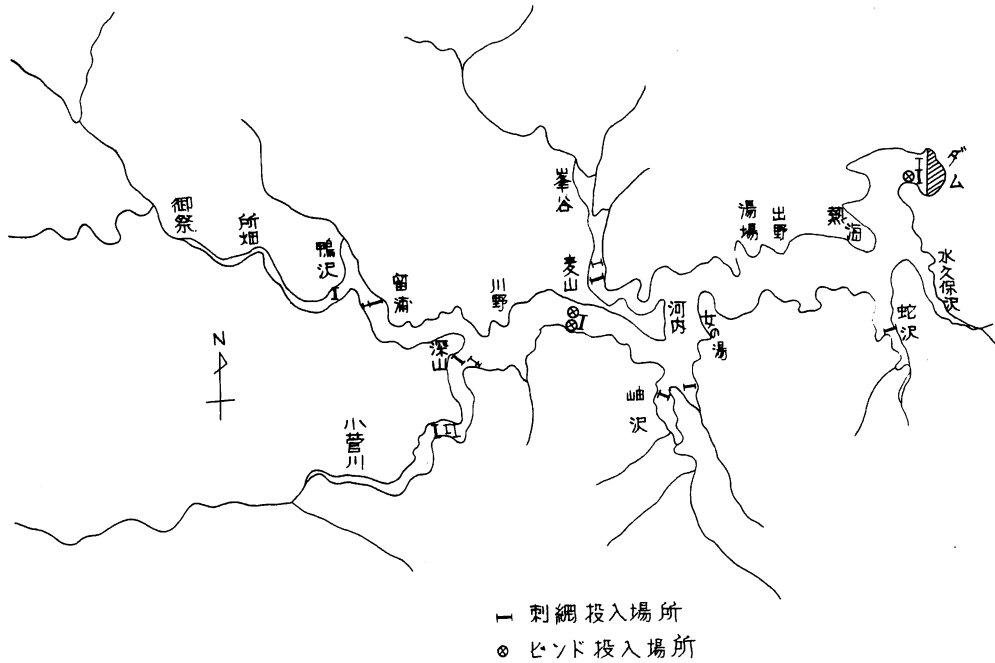 御祭
所畑
鴨沢
留浦
川野
深山
小菅川
N
峯谷
麦山
河内
女の湯
岫沢
湯場
出野
熱海
ダム
水久保沢
蛇沢
刺網投入場所
ビンド投入場所